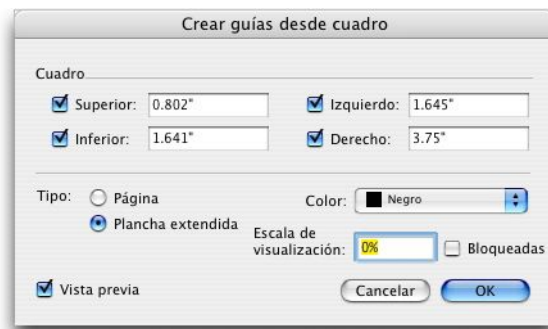 Crear guías desde cuadro
Cuadro
Superior: 0.802" Izquierdo: 1.645"
Inferior: 1.641" Derecho: 3.75"
Tipo: Página Color: Negro
Plancha extendida
Escala de
visualización: 0% Bloqueadas
Vista previa Cancelar OK